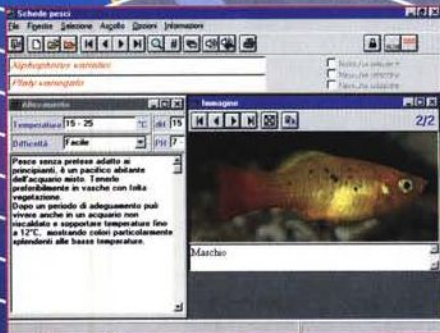 Schede pesci
File Finestre Selezione Ascolto Opzioni Informazioni
Xiphophorus variatus
Platy variegato
Allevamento
Temperatura 15 - 25 °C dH 15
Difficoltà Facile PH 7 -
Pesce senza pretese adatto ai
principianti, è un pacifico abitante
dell'acquario misto. Tenerlo
preferibilmente in vasche con folta
vegetazione.
Dopo un periodo di adeguamento può
vivere anche in un acquario non
riscaldato e sopportare temperature fino
a 12°C, mostrando colori particolarmente
splendenti alle basse temperature.
Immagine
2/2
Maschio